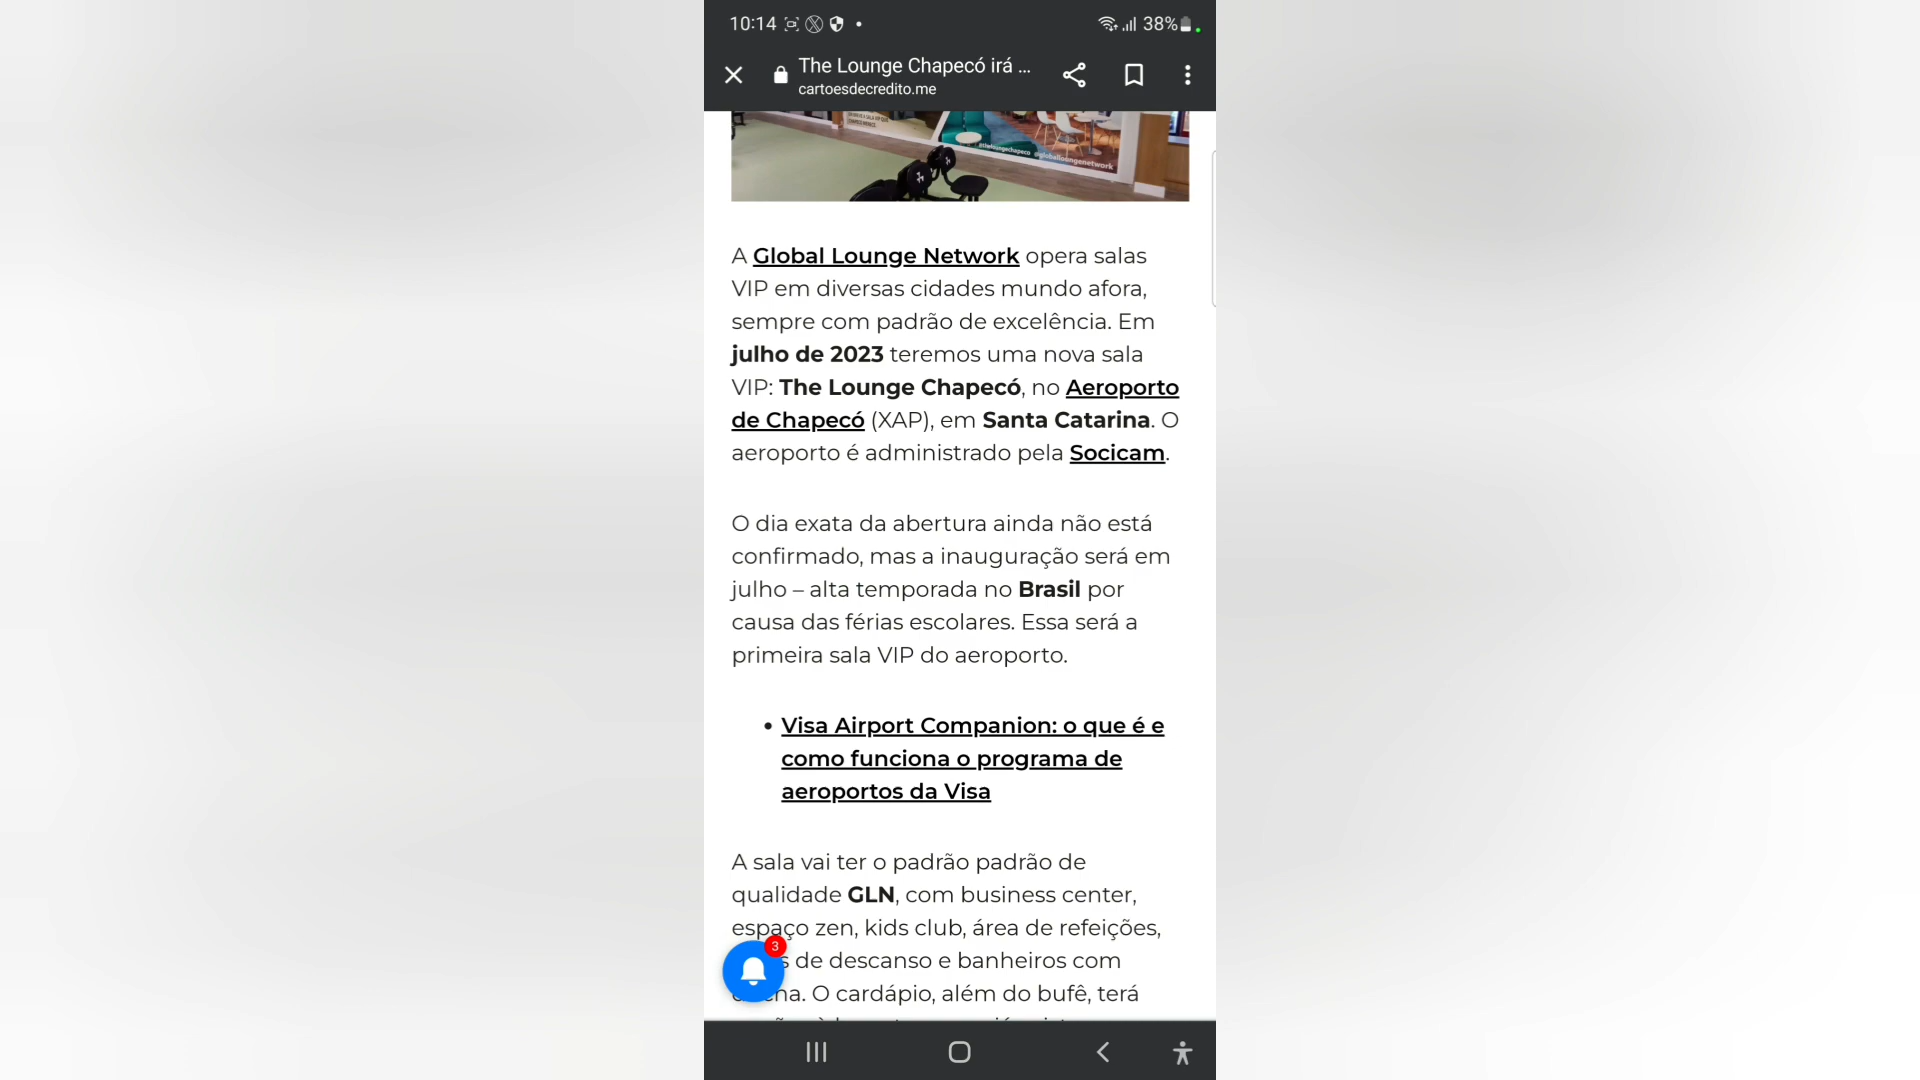 10:14
38%
The Lounge Chapecó irá ...
cartoesdecredito.me
#theloungechapeco @globalloungenetwork
A Global Lounge Network opera salas
VIP em diversas cidades mundo afora,
sempre com padrão de excelência. Em
julho de 2023 teremos uma nova sala
VIP: The Lounge Chapecó, no Aeroporto
de Chapecó (XAP), em Santa Catarina. O
aeroporto é administrado pela Socicam.
O dia exata da abertura ainda não está
confirmado, mas a inauguração será em
julho – alta temporada no Brasil por
causa das férias escolares. Essa será a
primeira sala VIP do aeroporto.
• Visa Airport Companion: o que é e
como funciona o programa de
aeroportos da Visa
A sala vai ter o padrão padrão de
qualidade GLN, com business center,
espaço zen, kids club, área de refeições,
de descanso e banheiros com
3
O cardápio, além do bufê, terá